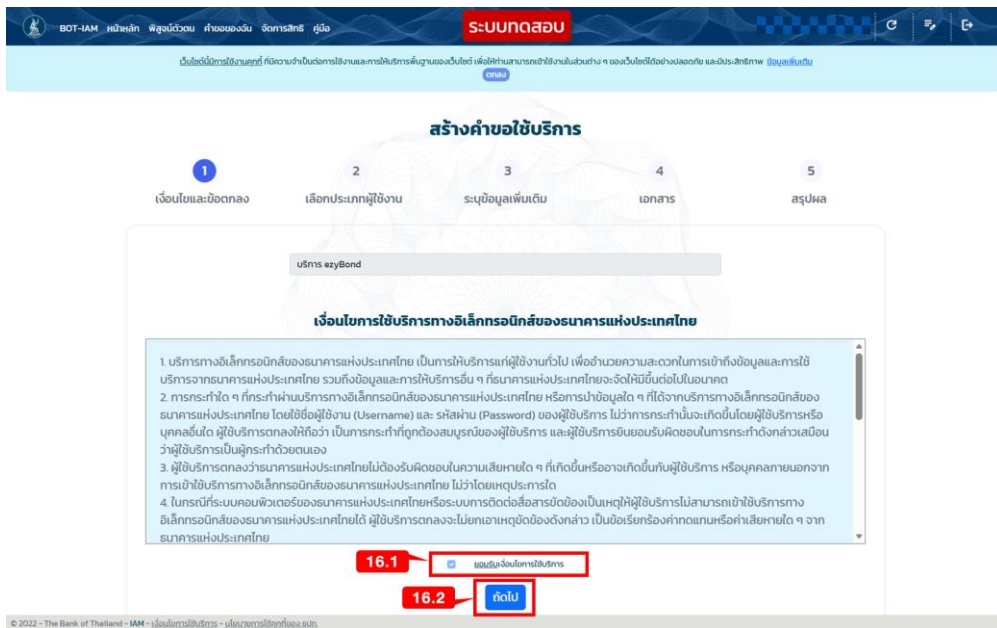 BOT-IAM หน้าหลัก พิสูจน์ตัวตน คำขอของฉัน จัดการสิทธิ คู่มือ
ระบบทดสอบ
เว็บไซต์นี้มีการใช้งานคุกกี้ ที่มีความจำเป็นต่อการใช้งานและการให้บริการพื้นฐานของเว็บไซต์ เพื่อให้ท่านสามารถเข้าใช้งานในส่วนต่าง ๆ ของเว็บไซต์ได้อย่างปลอดภัย และมีประสิทธิภาพ ข้อมูลเพิ่มเติม
ตกลง
สร้างคำขอใช้บริการ
1 2 3 4 5
เงื่อนไขและข้อตกลง เลือกประเภทผู้ใช้งาน ระบุข้อมูลเพิ่มเติม เอกสาร สรุปผล
บริการ ezyBond
เงื่อนไขการใช้บริการทางอิเล็กทรอนิกส์ของธนาคารแห่งประเทศไทย
1. บริการทางอิเล็กทรอนิกส์ของธนาคารแห่งประเทศไทย เป็นการให้บริการแก่ผู้ใช้งานทั่วไป เพื่ออำนวยความสะดวกในการเข้าถึงข้อมูลและการใช้
บริการจากธนาคารแห่งประเทศไทย รวมถึงข้อมูลและการให้บริการอื่น ๆ ที่ธนาคารแห่งประเทศไทยจะจัดให้มีขึ้นต่อไปในอนาคต
2. การกระทำใด ๆ ที่กระทำผ่านบริการทางอิเล็กทรอนิกส์ของธนาคารแห่งประเทศไทย หรือการนำข้อมูลใด ๆ ที่ได้จากบริการทางอิเล็กทรอนิกส์ของ
ธนาคารแห่งประเทศไทย โดยใช้ชื่อผู้ใช้งาน (Username) และ รหัสผ่าน (Password) ของผู้ใช้บริการ ไม่ว่าการกระทำนั้นจะเกิดขึ้นโดยผู้ใช้บริการหรือ
บุคคลอื่นใด ผู้ใช้บริการตกลงให้ถือว่า เป็นการกระทำที่ถูกต้องสมบูรณ์ของผู้ใช้บริการ และผู้ใช้บริการยินยอมรับผิดชอบในการกระทำดังกล่าวเสมือน
ว่าผู้ใช้บริการเป็นผู้กระทำด้วยตนเอง
3. ผู้ใช้บริการตกลงว่าธนาคารแห่งประเทศไทยไม่ต้องรับผิดชอบในความเสียหายใด ๆ ที่เกิดขึ้นหรืออาจเกิดขึ้นกับผู้ใช้บริการ หรือบุคคลภายนอกจาก
การเข้าใช้บริการทางอิเล็กทรอนิกส์ของธนาคารแห่งประเทศไทย ไม่ว่าโดยเหตุประการใด
4. ในกรณีที่ระบบคอมพิวเตอร์ของธนาคารแห่งประเทศไทยหรือระบบการติดต่อสื่อสารขัดข้องเป็นเหตุให้ผู้ใช้บริการไม่สามารถเข้าใช้บริการทาง
อิเล็กทรอนิกส์ของธนาคารแห่งประเทศไทยได้ ผู้ใช้บริการตกลงจะไม่ยกเอาเหตุขัดข้องดังกล่าว เป็นข้อเรียกร้องค่าทดแทนหรือค่าเสียหายใด ๆ จาก
ธนาคารแห่งประเทศไทย
16.1 ยอมรับเงื่อนไขการใช้บริการ
16.2 ถัดไป
© 2022 - The Bank of Thailand - IAM - เงื่อนไขการใช้บริการ - นโยบายการใช้คุกกี้ของ ธปท.